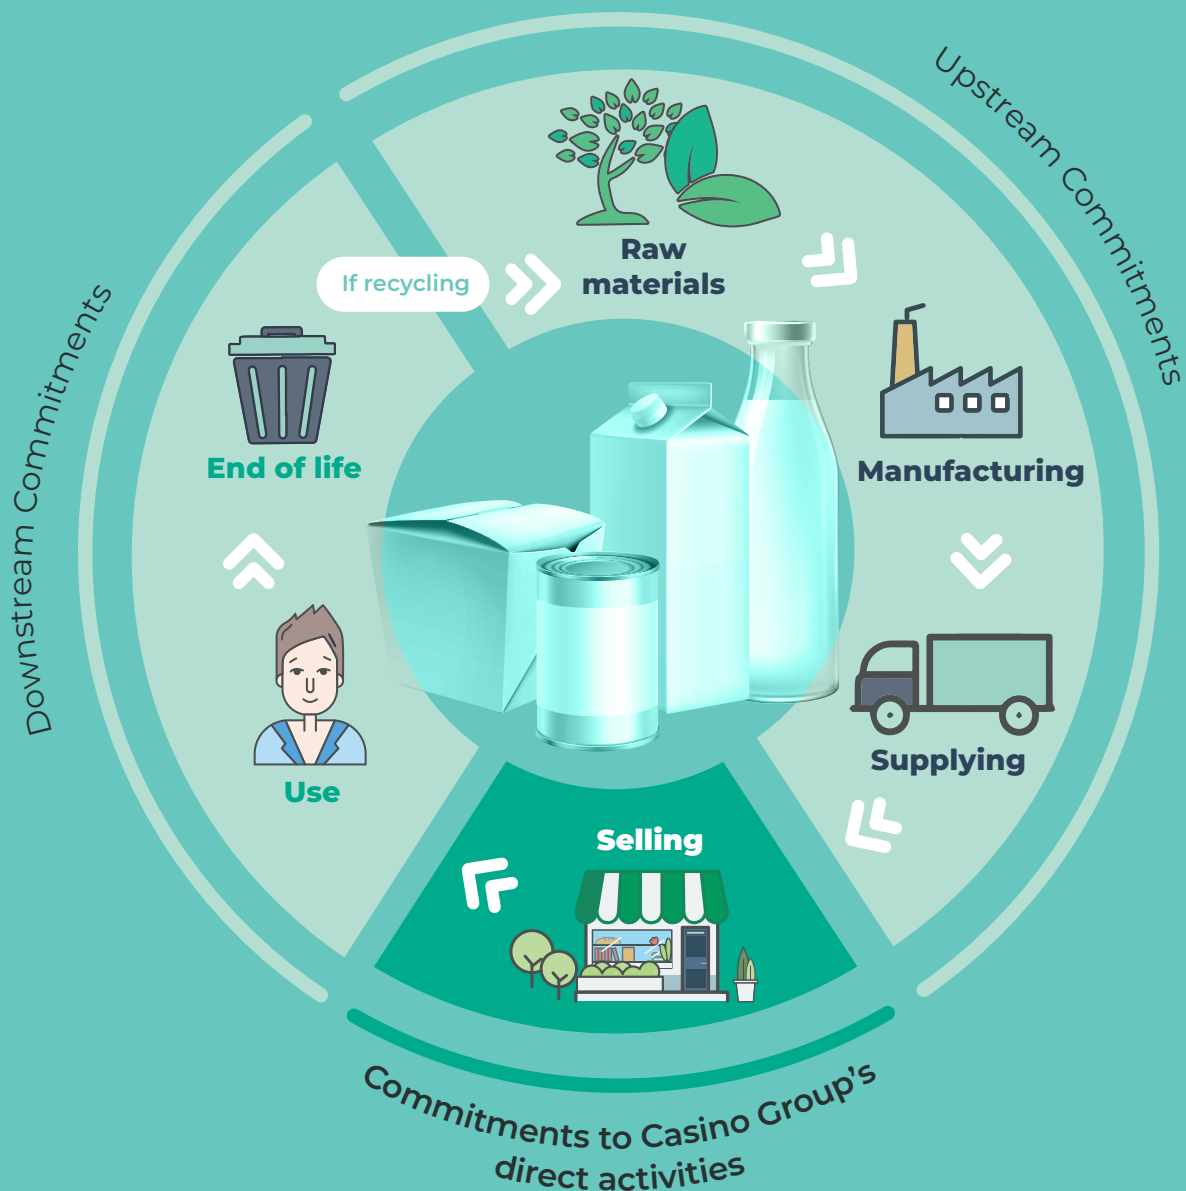 Upstream Commitments
Raw
materials
If recycling
Manufacturing
End of life
Downstream Commitments
Supplying
Use
Selling
Commitments to Casino Group’s
direct activities